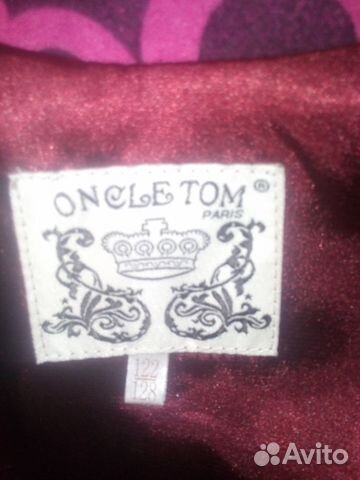 ONCLE TOM®
PARIS
122
128
Avito